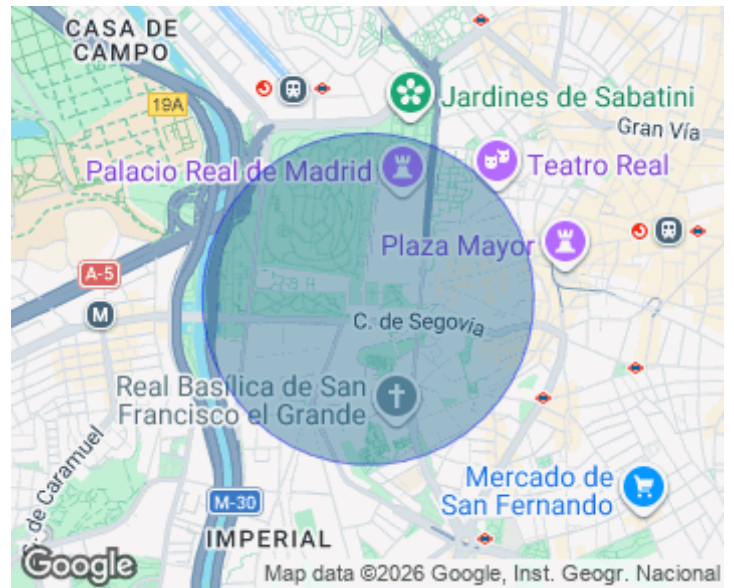 CASA DE
CAMPO
19A
Jardines de Sabatini
Gran Vía
Palacio Real de Madrid
Teatro Real
Plaza Mayor
A-5
M
C. de Segovia
Real Basílica de San
Francisco el Grande
C. de Caramuel
Mercado de
San Fernando
M-30
IMPERIAL
Google
Map data ©2026 Google, Inst. Geogr. Nacional